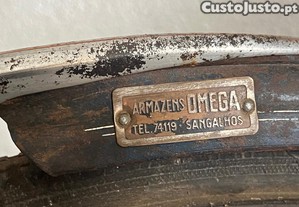 CustoJusto.pt
ARMAZENS OMEGA
TEL. 74119 - SANGALHOS